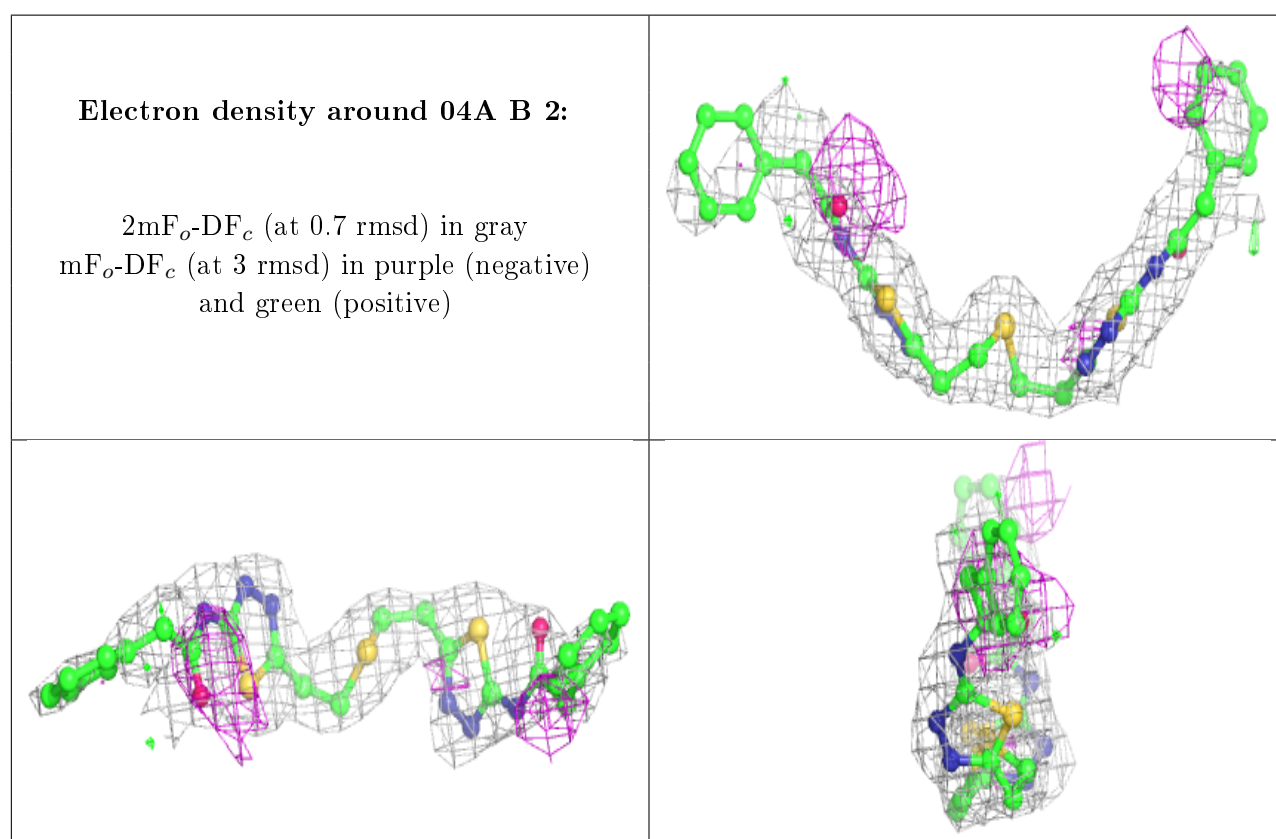 Electron density around 04A B 2:
2mFo-DFc (at 0.7 rmsd) in gray
mFo-DFc (at 3 rmsd) in purple (negative)
and green (positive)